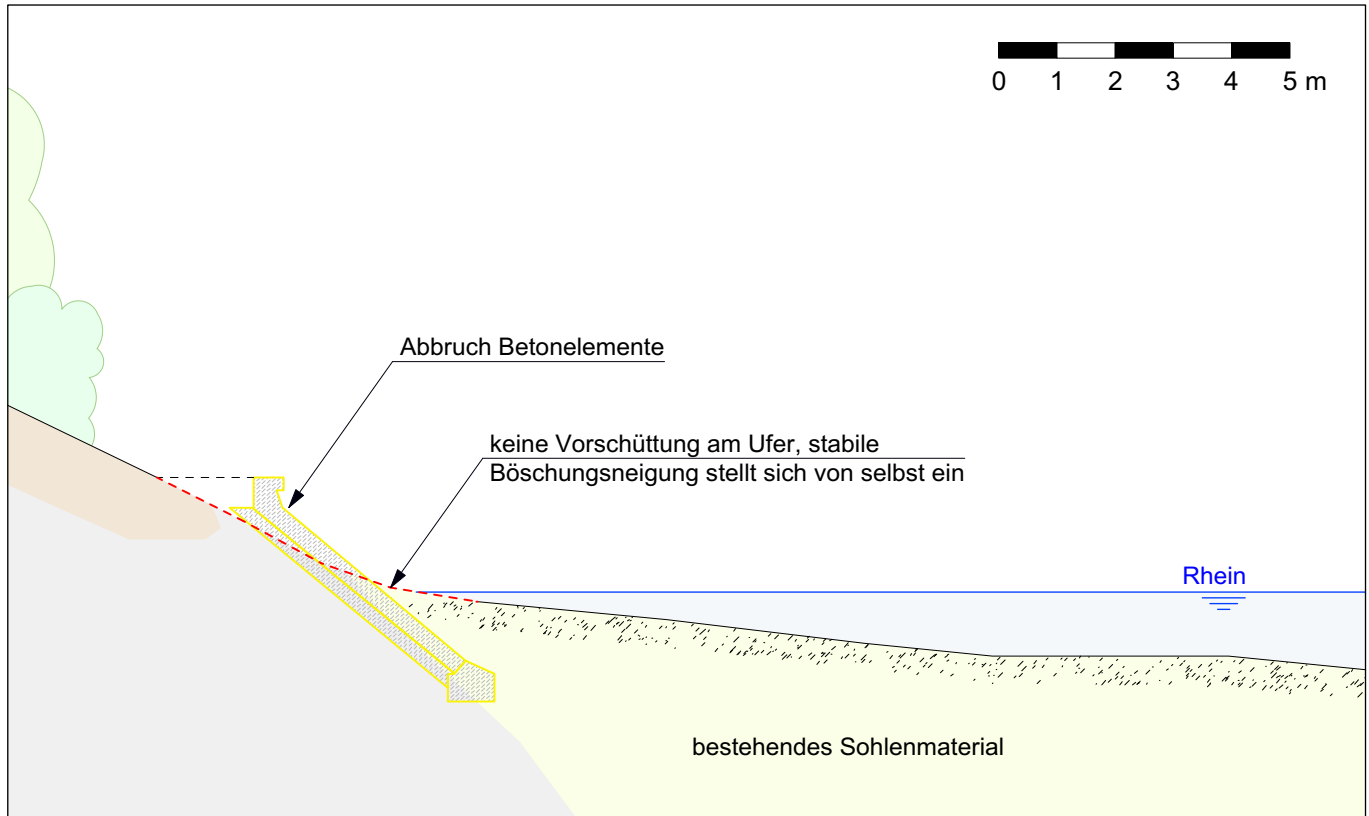 0 1 2 3 4 5 m
Abbruch Betonelemente
keine Vorschüttung am Ufer, stabile
Böschungsneigung stellt sich von selbst ein
Rhein
bestehendes Sohlenmaterial